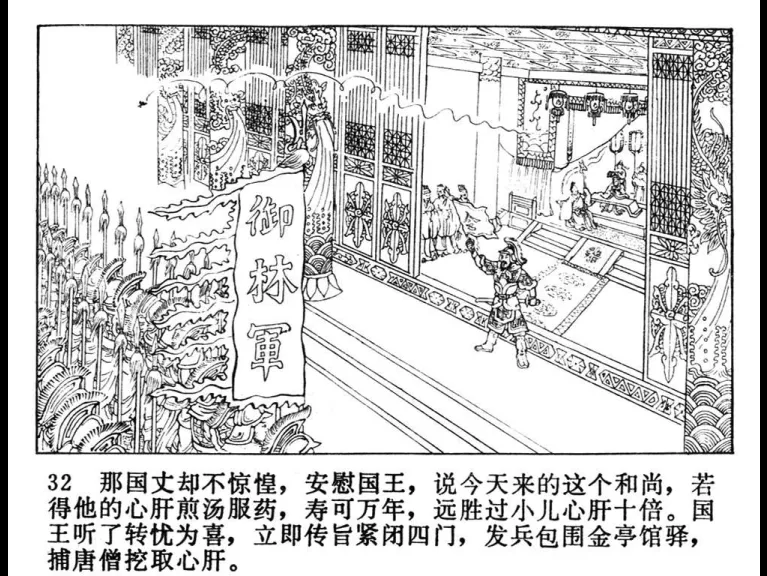 御林軍
32 那国丈却不惊惶，安慰国王，说今天来的这个和尚，若
得他的心肝煎汤服药，寿可万年，远胜过小儿心肝十倍。国
王听了转忧为喜，立即传旨紧闭四门，发兵包围金亭馆驿，
捕唐僧挖取心肝。